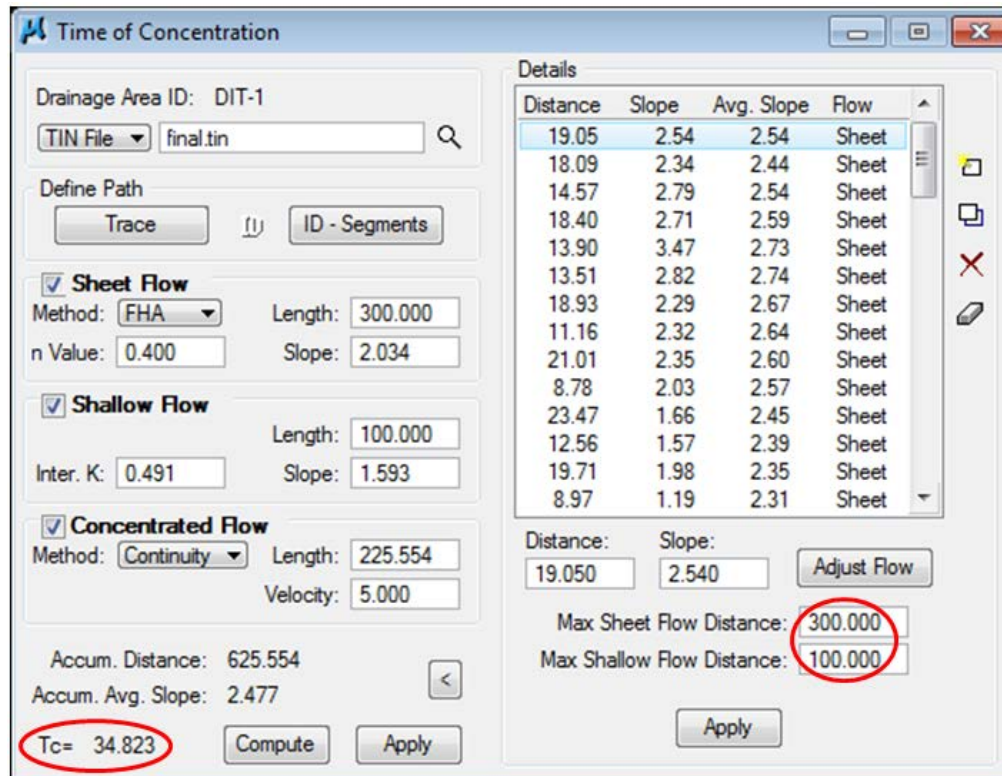 Time of Concentration
Drainage Area ID: DIT-1
TIN File final.tin
Define Path
Trace ID - Segments
Sheet Flow
Method: FHA Length: 300.000
n Value: 0.400 Slope: 2.034
Shallow Flow
Length: 100.000
Inter. K: 0.491 Slope: 1.593
Concentrated Flow
Method: Continuity Length: 225.554
Velocity: 5.000
Accum. Distance: 625.554
Accum. Avg. Slope: 2.477
<
Tc= 34.823 Compute Apply
Details
Distance Slope Avg. Slope Flow
19.05 2.54 2.54 Sheet
18.09 2.34 2.44 Sheet
14.57 2.79 2.54 Sheet
18.40 2.71 2.59 Sheet
13.90 3.47 2.73 Sheet
13.51 2.82 2.74 Sheet
18.93 2.29 2.67 Sheet
11.16 2.32 2.64 Sheet
21.01 2.35 2.60 Sheet
8.78 2.03 2.57 Sheet
23.47 1.66 2.45 Sheet
12.56 1.57 2.39 Sheet
19.71 1.98 2.35 Sheet
8.97 1.19 2.31 Sheet
Distance: Slope:
19.050 2.540 Adjust Flow
Max Sheet Flow Distance: 300.000
Max Shallow Flow Distance: 100.000
Apply